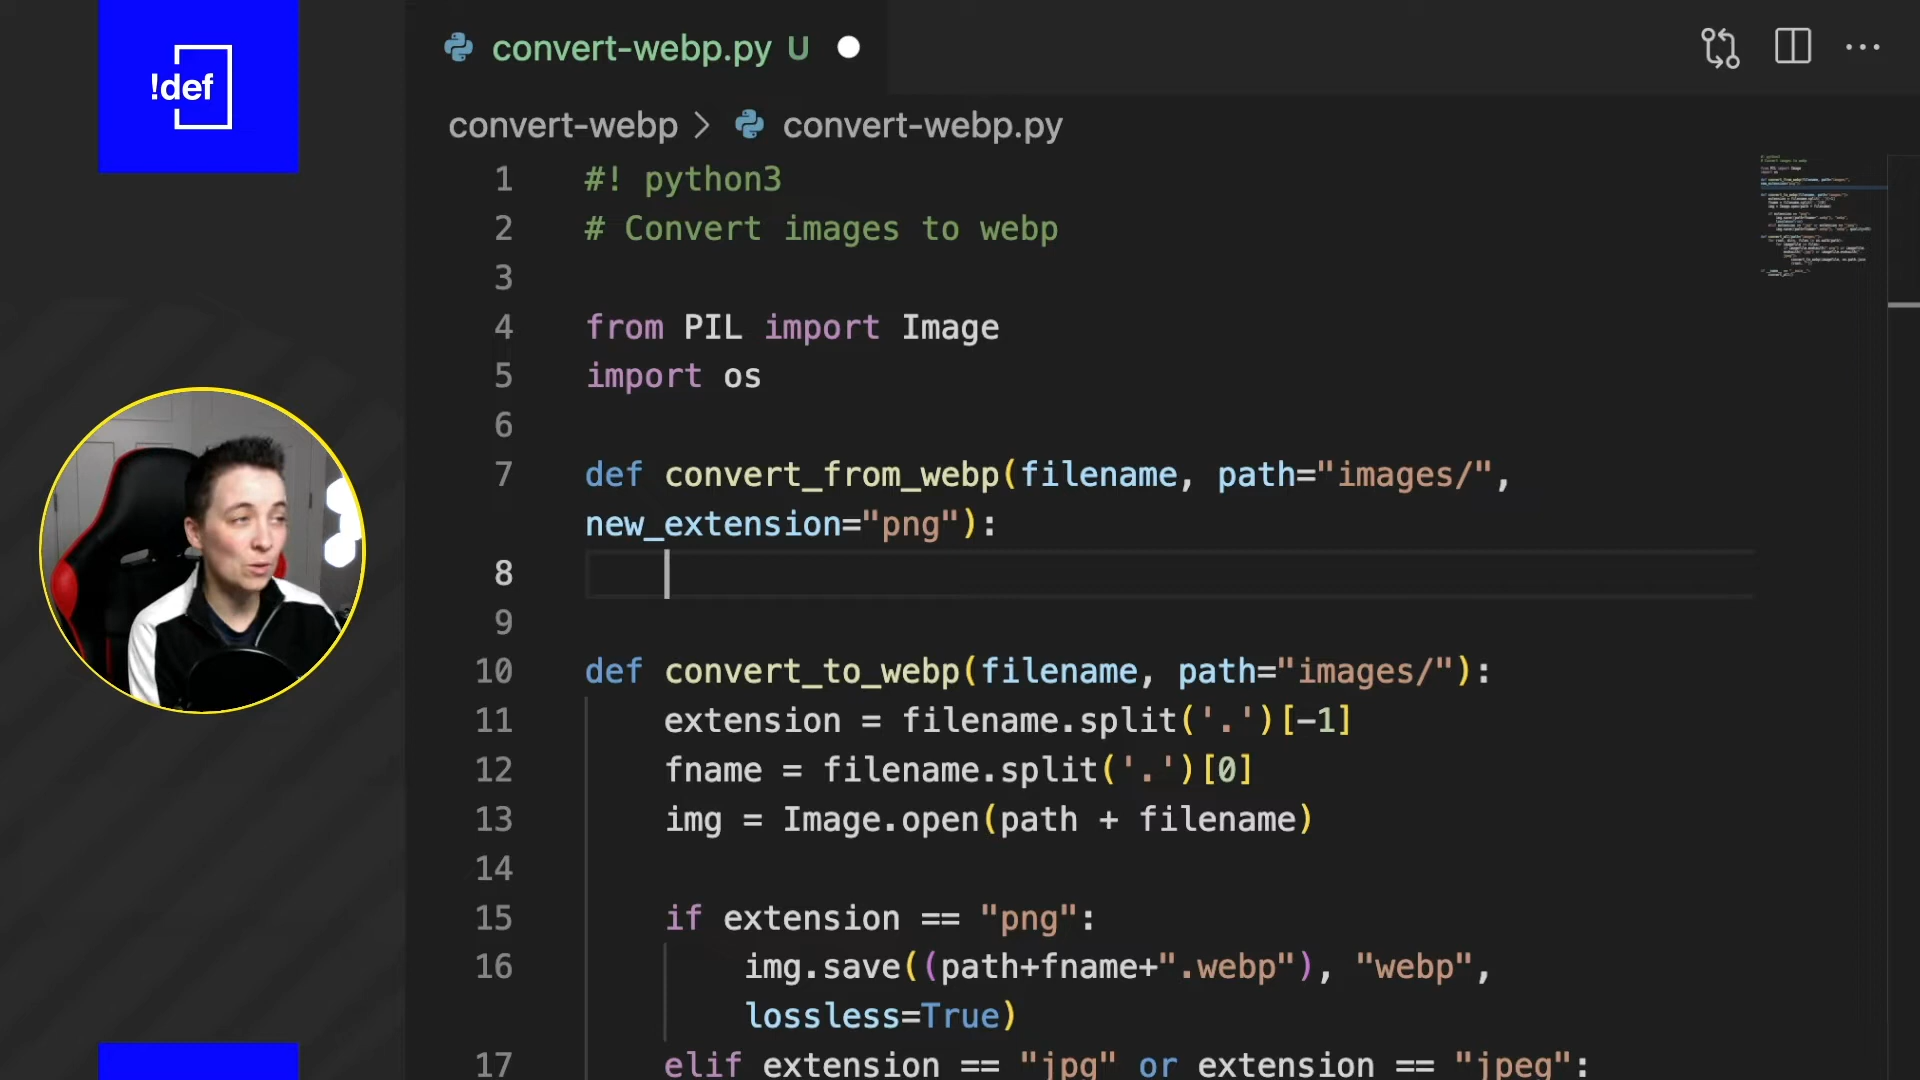 !def
convert-webp.py U
convert-webp > convert-webp.py
1 #! python3
2 # Convert images to webp
3
4 from PIL import Image
5 import os
6
7 def convert_from_webp(filename, path="images/",
new_extension="png"):
8
9
10 def convert_to_webp(filename, path="images/"):
11 extension = filename.split('.')[-1]
12 fname = filename.split('.')[0]
13 img = Image.open(path + filename)
14
15 if extension == "png":
16 img.save((path+fname+".webp"), "webp",
lossless=True)
17 elif extension == "jpg" or extension == "jpeg":